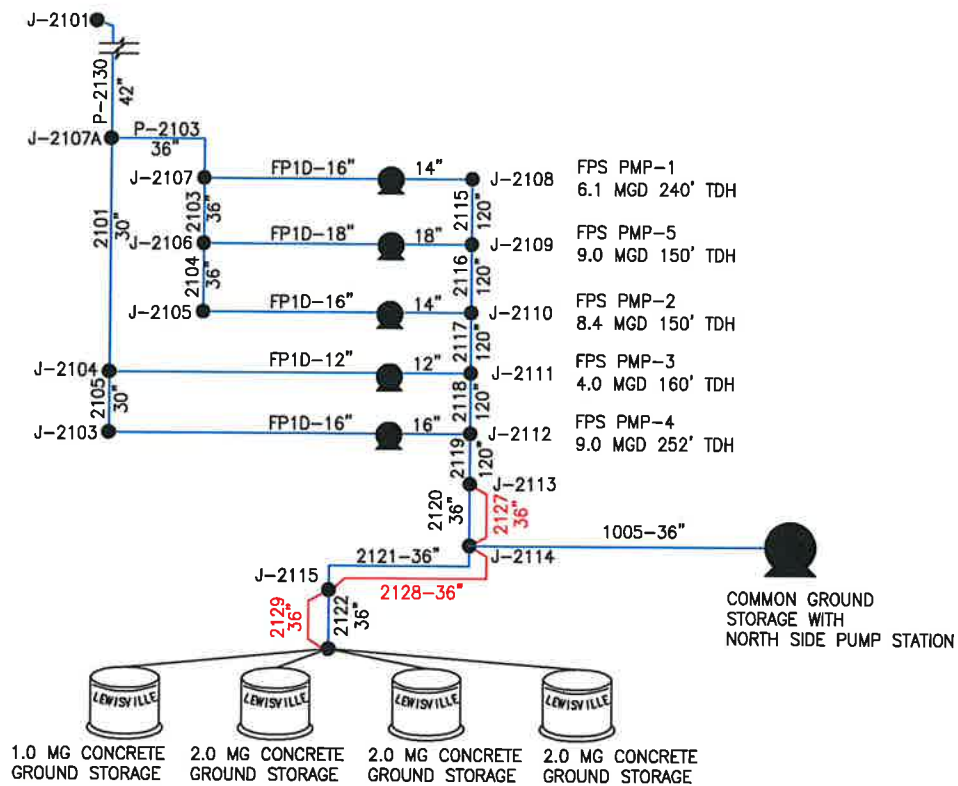 J-2101
P-2130
42"
J-2107A
P-2103
36"
J-2107
FP1D-16"
14"
J-2108
FPS PMP-1
6.1 MGD 240' TDH
2101
30"
2103
36"
2115
120"
J-2106
FP1D-18"
18"
J-2109
FPS PMP-5
9.0 MGD 150' TDH
2104
36"
2116
120"
J-2105
FP1D-16"
14"
J-2110
FPS PMP-2
8.4 MGD 150' TDH
2117
120"
J-2104
FP1D-12"
12"
J-2111
FPS PMP-3
4.0 MGD 160' TDH
2105
30"
2118
120"
J-2103
FP1D-16"
16"
J-2112
FPS PMP-4
9.0 MGD 252' TDH
2119
120"
J-2113
2120
36"
2127
36"
1005-36"
J-2114
2121-36"
J-2115
2128-36"
2129
36"
2122
36"
COMMON GROUND
STORAGE WITH
NORTH SIDE PUMP STATION
LEWISVILLE
LEWISVILLE
LEWISVILLE
LEWISVILLE
1.0 MG CONCRETE
GROUND STORAGE
2.0 MG CONCRETE
GROUND STORAGE
2.0 MG CONCRETE
GROUND STORAGE
2.0 MG CONCRETE
GROUND STORAGE